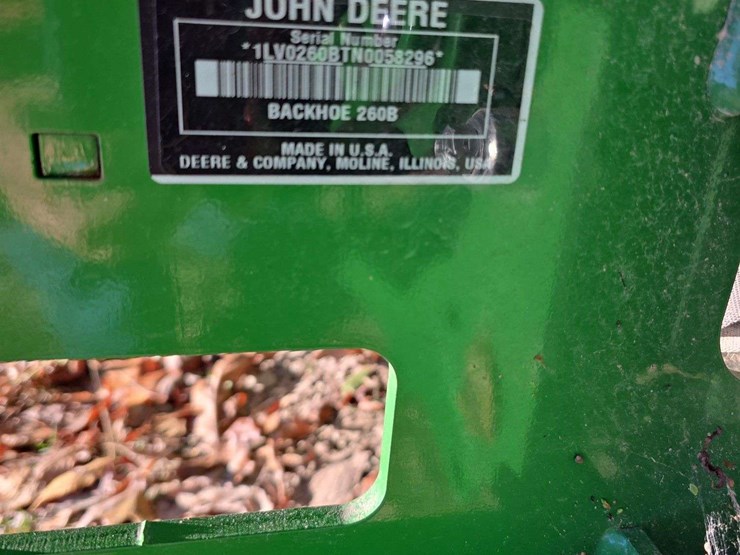 JOHN DEERE
Serial Number
*1LV0260BTN0058296*
BACKHOE 260B
MADE IN U.S.A.
DEERE & COMPANY, MOLINE, ILLINOIS, USA